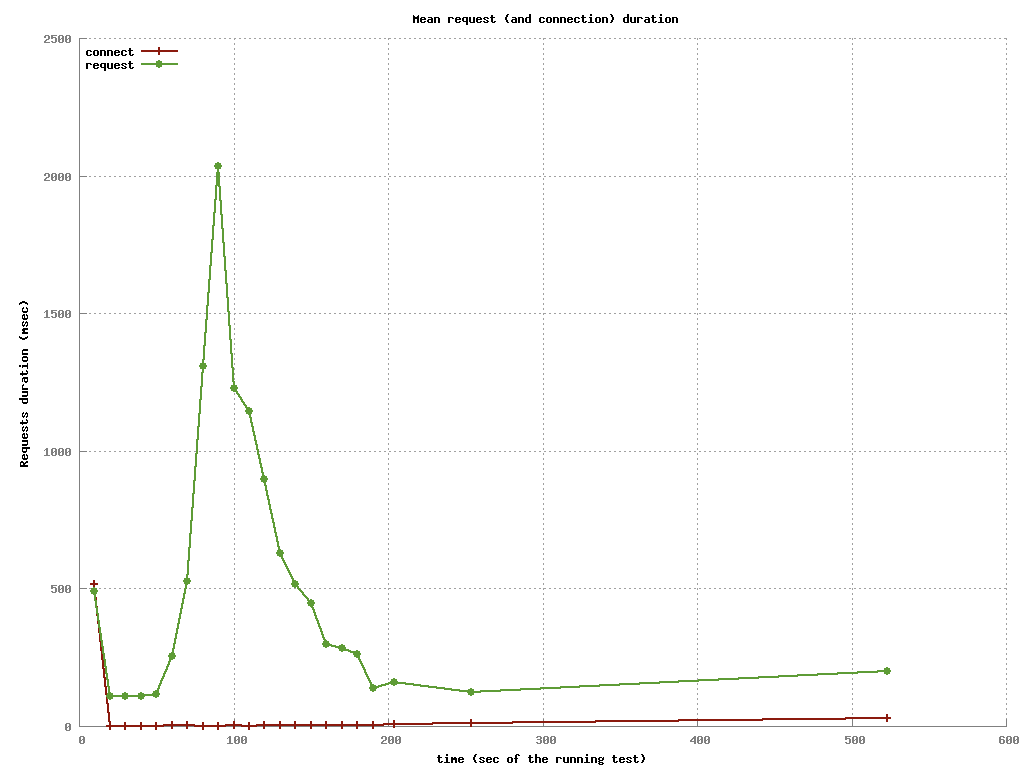 Mean request (and connection) duration
2500
connect
request
2000
1500
Requests duration (msec)
1000
500
0
0 100 200 300 400 500 600
time (sec of the running test)